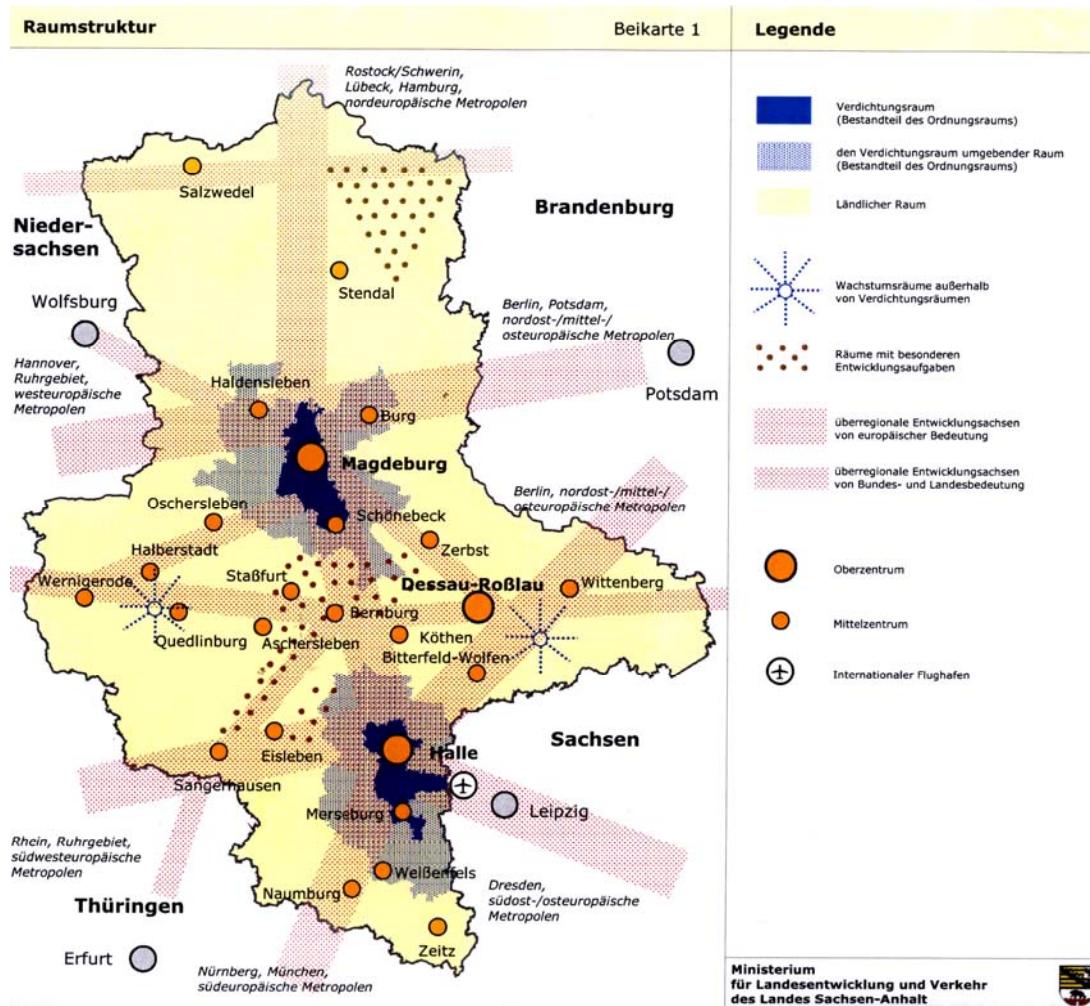 Raumstruktur
Beikarte 1
Rostock/Schwerin,
Lübeck, Hamburg,
nordeuropäische Metropolen
Salzwedel
Brandenburg
Nieder-
sachsen
Stendal
Wolfsburg
Berlin, Potsdam,
nordost-/mittel-/
osteuropäische Metropolen
Hannover,
Ruhrgebiet,
westeuropäische
Metropolen
Haldensleben
Burg
Potsdam
Magdeburg
Berlin, nordost-/mittel-/
osteuropäische Metropolen
Oschersleben
Schönebeck
Halberstadt
Zerbst
Wernigerode
Staßfurt
Dessau-Roßlau
Wittenberg
Bernburg
Quedlinburg
Aschersleben
Köthen
Bitterfeld-Wolfen
Sachsen
Eisleben
Halle
Sangerhausen
Merseburg
Leipzig
Rhein, Ruhrgebiet,
südwesteuropäische
Metropolen
Weißenfels
Naumburg
Dresden,
südost-/osteuropäische
Metropolen
Thüringen
Zeitz
Erfurt
Nürnberg, München,
südeuropäische Metropolen
Legende
Verdichtungsraum
(Bestandteil des Ordnungsraums)
den Verdichtungsraum umgebender Raum
(Bestandteil des Ordnungsraums)
Ländlicher Raum
Wachstumsräume außerhalb
von Verdichtungsräumen
Räume mit besonderen
Entwicklungsaufgaben
überregionale Entwicklungsachsen
von europäischer Bedeutung
überregionale Entwicklungsachsen
von Bundes- und Landesbedeutung
Oberzentrum
Mittelzentrum
Internationaler Flughafen
Ministerium
für Landesentwicklung und Verkehr
des Landes Sachsen-Anhalt